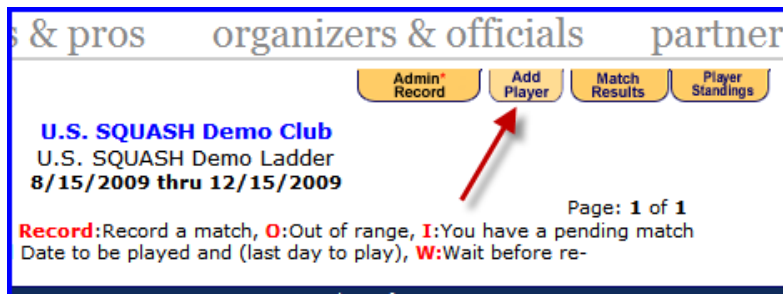 & pros organizers & officials partner
Admin* Record Add Player Match Results Player Standings
U.S. SQUASH Demo Club
U.S. SQUASH Demo Ladder
8/15/2009 thru 12/15/2009
Page: 1 of 1
Record:Record a match, O:Out of range, I:You have a pending match
Date to be played and (last day to play), W:Wait before re-